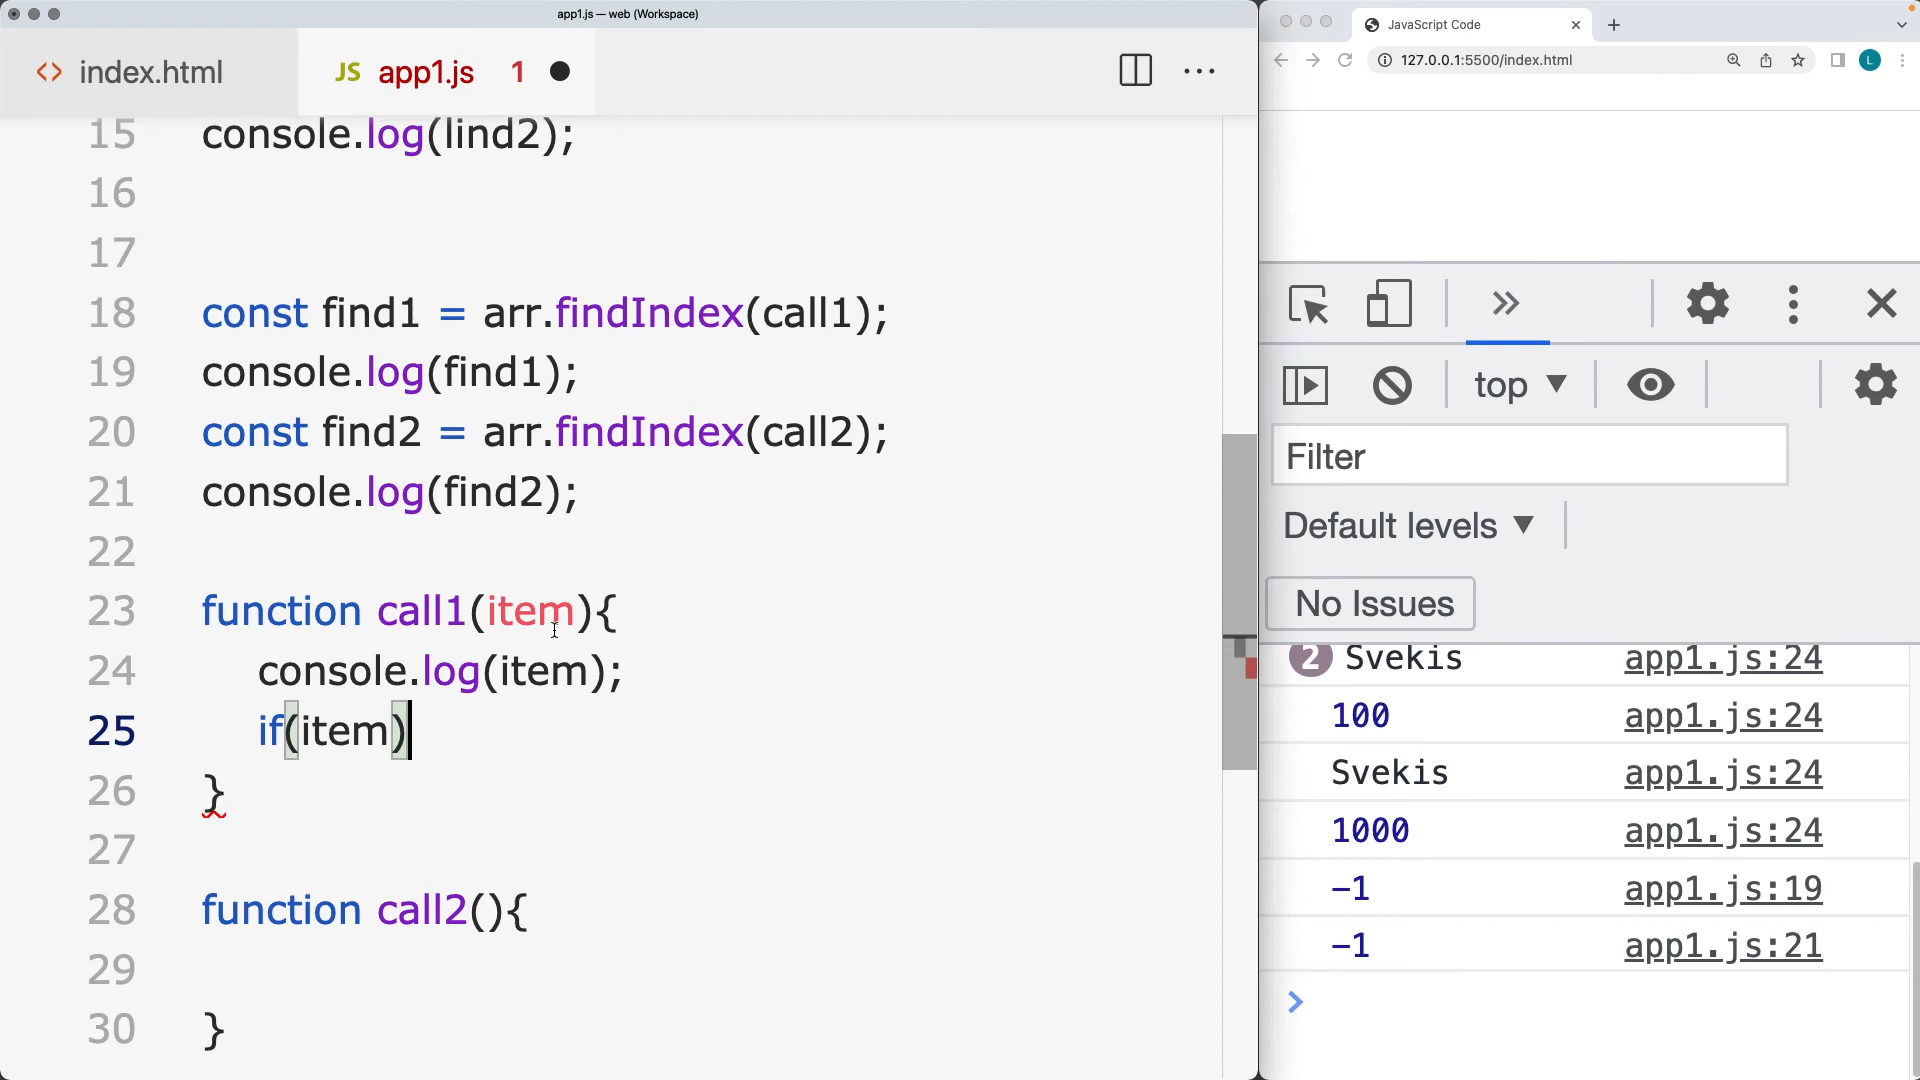 app1.js — web (Workspace)
<> index.html
JS app1.js 1
15 console.log(lind2);
16
17
18 const find1 = arr.findIndex(call1);
19 console.log(find1);
20 const find2 = arr.findIndex(call2);
21 console.log(find2);
22
23 function call1(item){
24 console.log(item);
25 if(item)
26 }
27
28 function call2(){
29
30 }
JavaScript Code
127.0.0.1:5500/index.html
L
top
Filter
Default levels
No Issues
2 Svekis app1.js:24
100 app1.js:24
Svekis app1.js:24
1000 app1.js:24
-1 app1.js:19
-1 app1.js:21
>